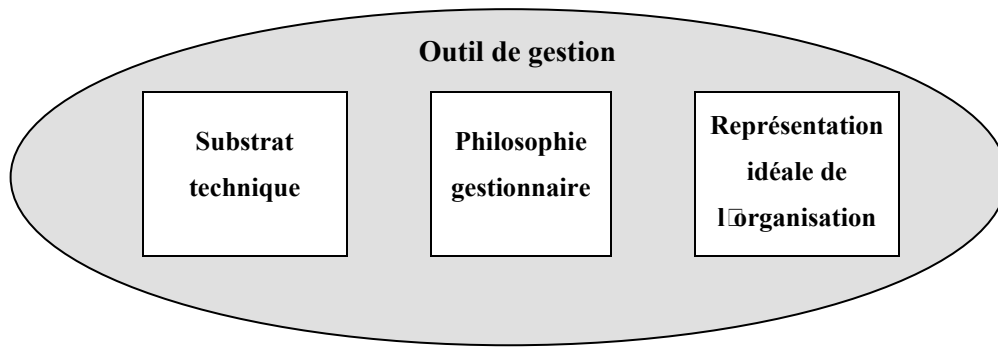 Outil de gestion
Substrat
technique
Philosophie
gestionnaire
Représentation
idéale de
l□organisation